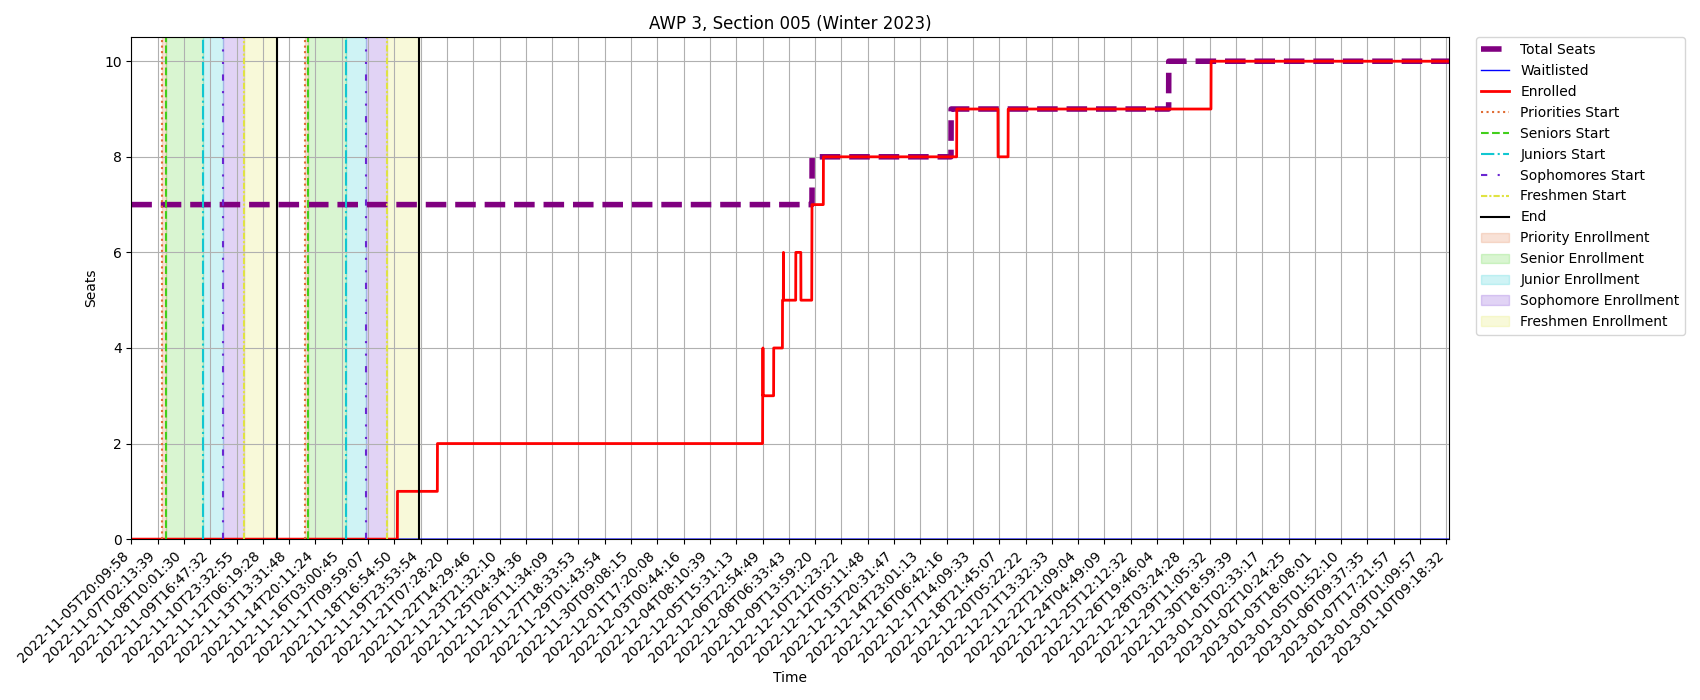 AWP 3, Section 005 (Winter 2023)
10
8
6
4
2
0
Seats
2022-11-05T20:09:58
2022-11-07T02:13:39
2022-11-08T10:01:30
2022-11-09T16:47:32
2022-11-10T23:32:55
2022-11-12T06:19:28
2022-11-13T13:31:48
2022-11-14T20:11:24
2022-11-16T03:00:45
2022-11-17T09:59:07
2022-11-18T16:54:50
2022-11-19T23:53:54
2022-11-21T07:28:20
2022-11-22T14:29:46
2022-11-23T21:32:10
2022-11-25T04:34:36
2022-11-26T11:34:09
2022-11-27T18:33:53
2022-11-29T01:43:54
2022-11-30T09:08:15
2022-12-01T17:20:08
2022-12-03T00:44:16
2022-12-04T08:10:39
2022-12-05T15:31:13
2022-12-06T22:54:49
2022-12-08T06:33:43
2022-12-09T13:59:20
2022-12-10T21:23:22
2022-12-12T05:11:48
2022-12-13T20:31:47
2022-12-14T23:01:13
2022-12-16T06:42:16
2022-12-17T14:09:33
2022-12-18T21:45:07
2022-12-20T05:22:22
2022-12-21T13:32:33
2022-12-22T21:09:04
2022-12-24T04:49:09
2022-12-25T12:12:32
2022-12-26T19:46:04
2022-12-28T03:24:28
2022-12-29T11:05:32
2022-12-30T18:59:39
2023-01-01T02:33:17
2023-01-02T10:24:25
2023-01-03T18:08:01
2023-01-05T01:52:10
2023-01-06T09:37:35
2023-01-07T17:21:57
2023-01-09T01:09:57
2023-01-10T09:18:32
Time
Total Seats
Waitlisted
Enrolled
Priorities Start
Seniors Start
Juniors Start
Sophomores Start
Freshmen Start
End
Priority Enrollment
Senior Enrollment
Junior Enrollment
Sophomore Enrollment
Freshmen Enrollment